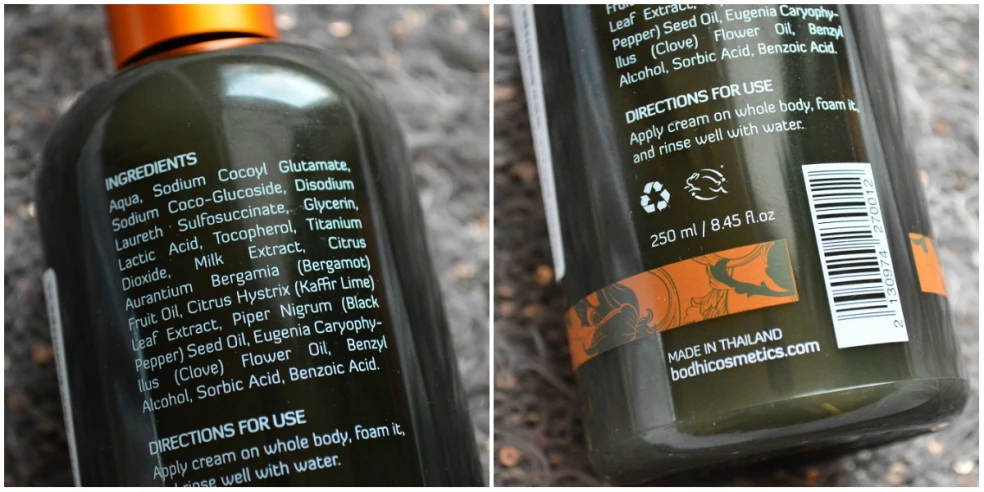 INGREDIENTS
Aqua, Sodium Cocoyl Glutamate,
Sodium Coco-Glucoside, Disodium
Laureth Sulfosuccinate, Glycerin,
Lactic Acid, Tocopherol, Titanium
Dioxide, Milk Extract, Citrus
Aurantium Bergamia (Bergamot)
Fruit Oil, Citrus Hystrix (Kaffir Lime)
Leaf Extract, Piper Nigrum (Black
Pepper) Seed Oil, Eugenia Caryophy-
llus (Clove) Flower Oil, Benzyl
Alcohol, Sorbic Acid, Benzoic Acid.
DIRECTIONS FOR USE
Apply cream on whole body, foam it,
and rinse well with water.
Leaf Extract,
Pepper) Seed Oil, Eugenia Caryophy-
llus (Clove) Flower Oil, Benzyl
Alcohol, Sorbic Acid, Benzoic Acid.
DIRECTIONS FOR USE
Apply cream on whole body, foam it,
and rinse well with water.
250 ml / 8.45 fl.oz
2 130974 270012
MADE IN THAILAND
bodhicosmetics.com